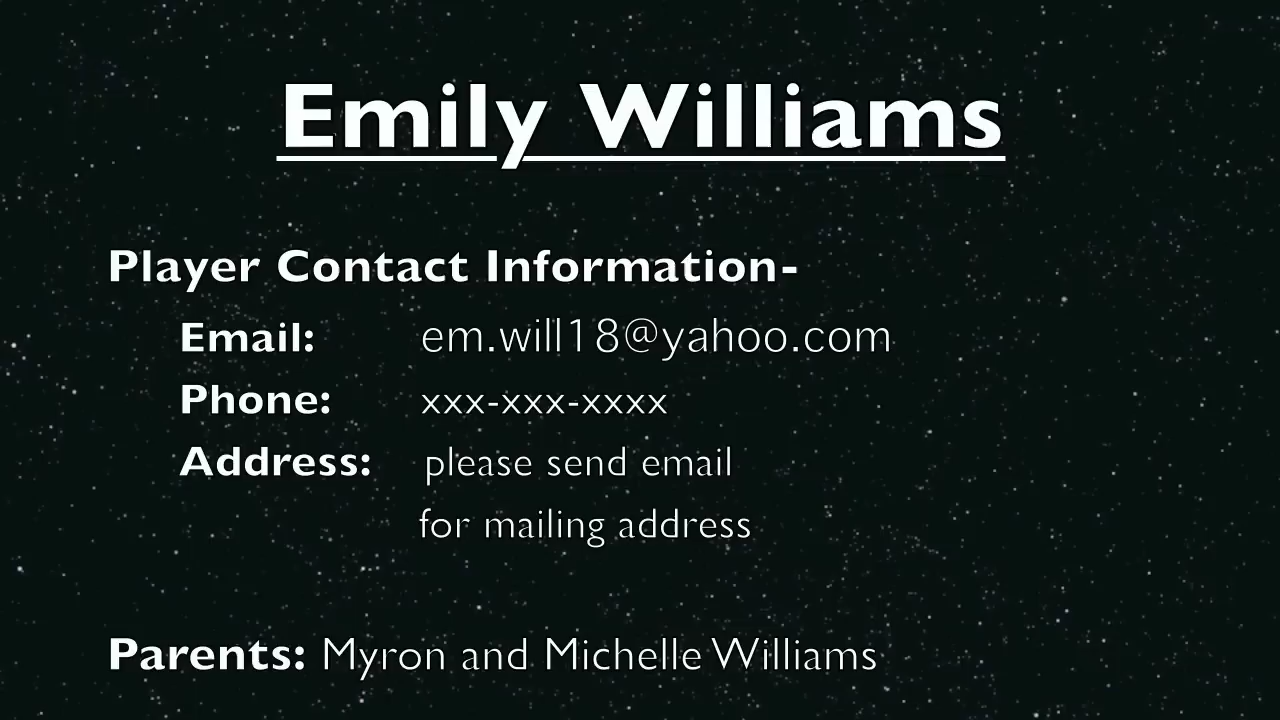 Emily Williams
Player Contact Information-
Email: em.will18@yahoo.com
Phone: xxx-xxx-xxxx
Address: please send email
for mailing address
Parents: Myron and Michelle Williams